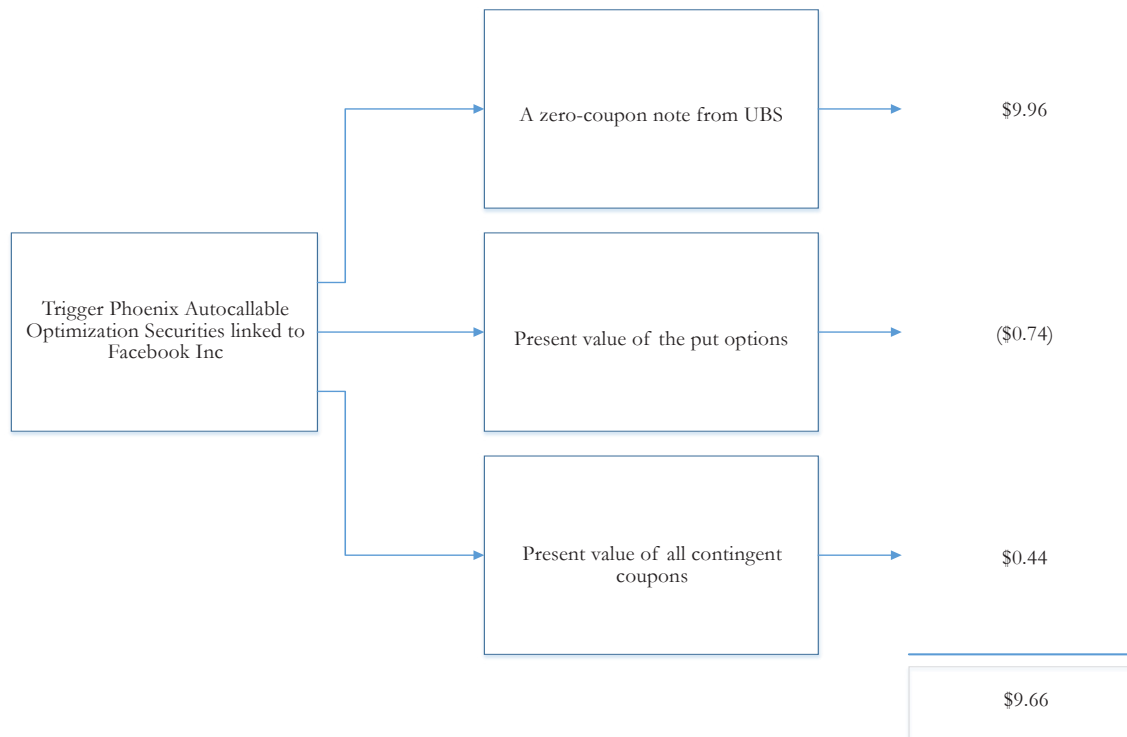 A zero-coupon note from UBS
$9.96
Trigger Phoenix Autocallable
Optimization Securities linked to
Facebook Inc
Present value of the put options
($0.74)
Present value of all contingent
coupons
$0.44
$9.66